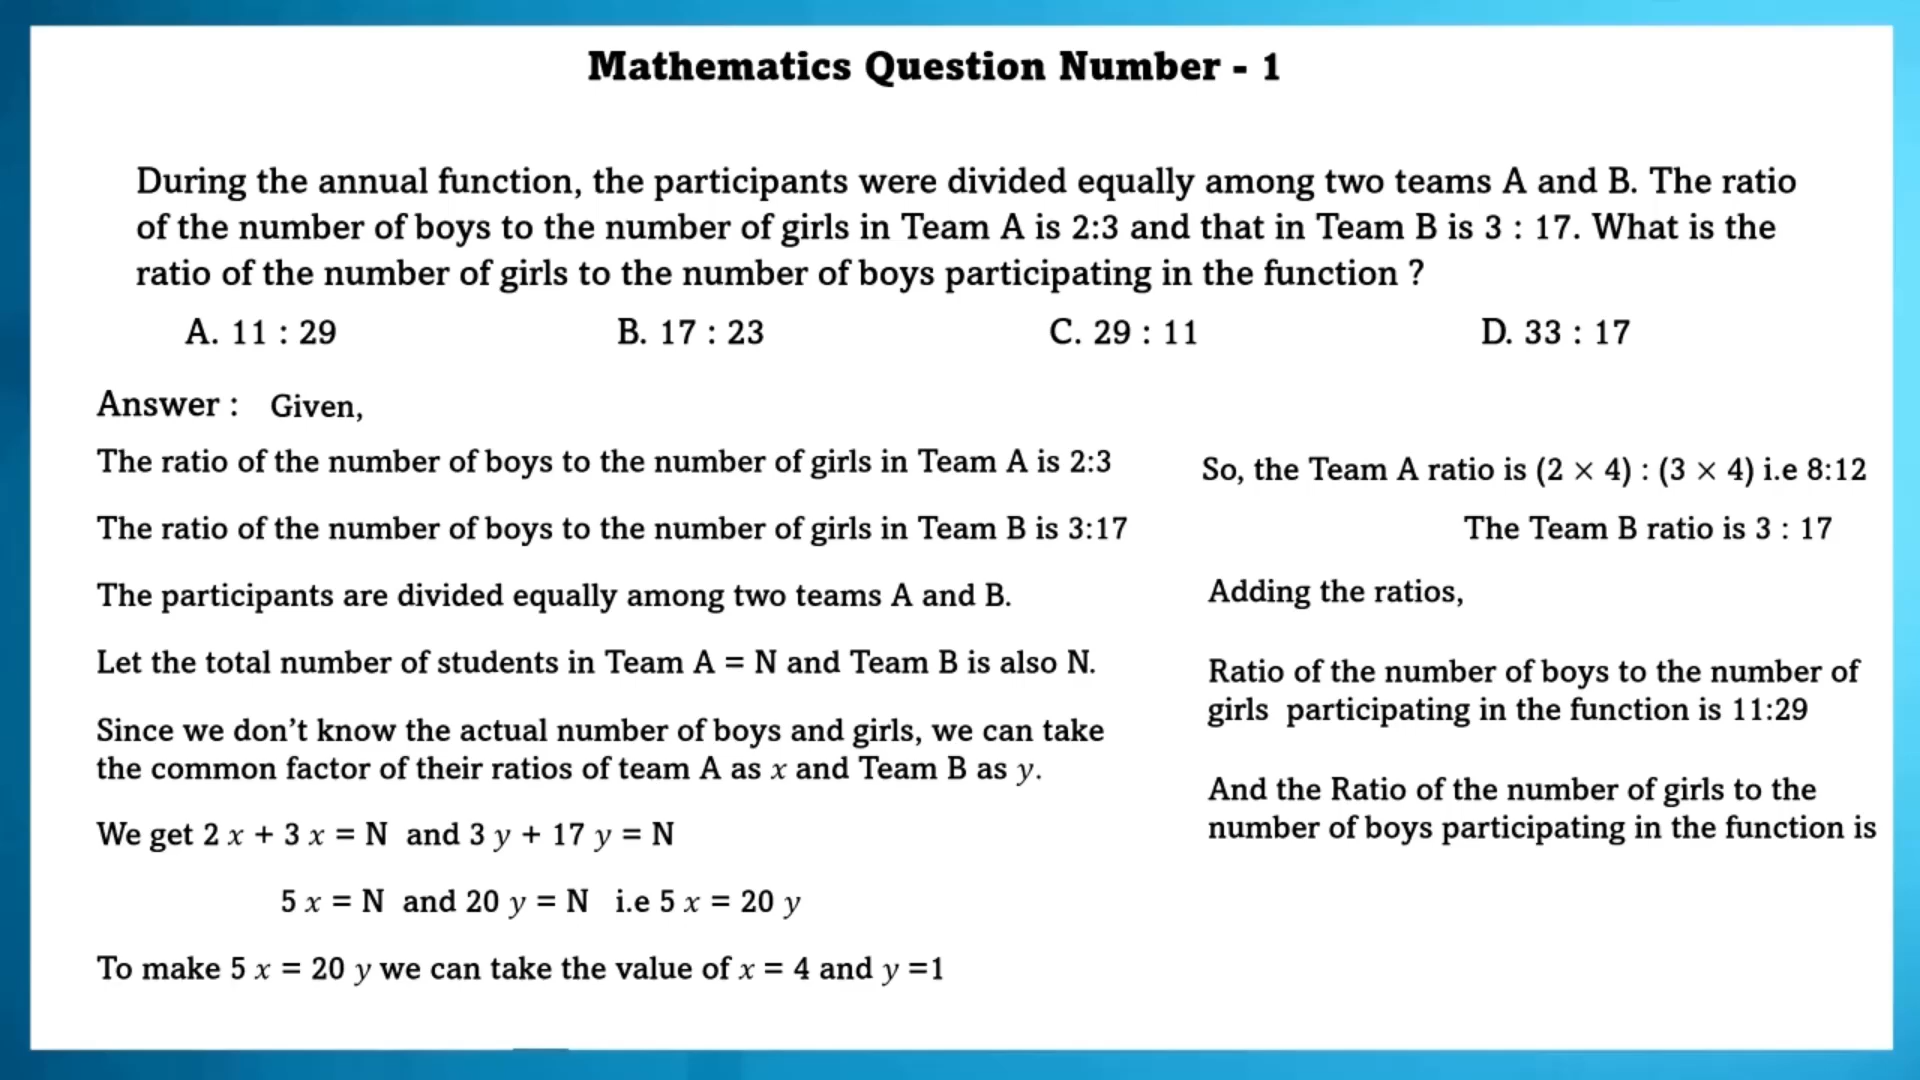 Mathematics Question Number - 1
During the annual function, the participants were divided equally among two teams A and B. The ratio
of the number of boys to the number of girls in Team A is 2:3 and that in Team B is 3 : 17. What is the
ratio of the number of girls to the number of boys participating in the function ?
A. 11 : 29 B. 17 : 23 C. 29 : 11 D. 33 : 17
Answer : Given,
The ratio of the number of boys to the number of girls in Team A is 2:3
The ratio of the number of boys to the number of girls in Team B is 3:17
The participants are divided equally among two teams A and B.
Let the total number of students in Team A = N and Team B is also N.
Since we don’t know the actual number of boys and girls, we can take
the common factor of their ratios of team A as x and Team B as y.
We get 2 x + 3 x = N and 3 y + 17 y = N
5 x = N and 20 y = N i.e 5 x = 20 y
To make 5 x = 20 y we can take the value of x = 4 and y =1
So, the Team A ratio is (2 × 4) : (3 × 4) i.e 8:12
The Team B ratio is 3 : 17
Adding the ratios,
Ratio of the number of boys to the number of
girls participating in the function is 11:29
And the Ratio of the number of girls to the
number of boys participating in the function is